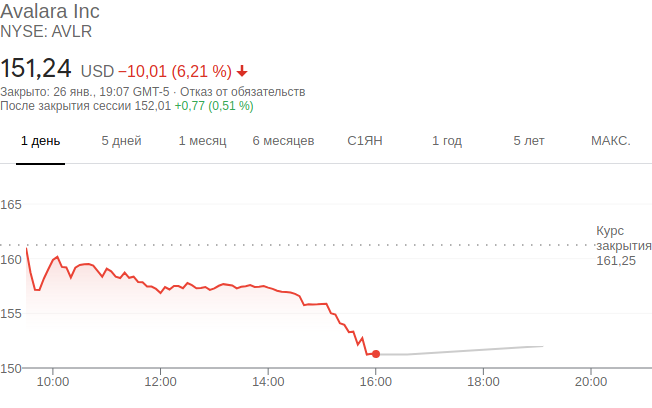 Avalara Inc
NYSE: AVLR
151,24 USD −10,01 (6,21 %)
Закрыто: 26 янв., 19:07 GMT-5 · Отказ от обязательств
После закрытия сессии 152,01 +0,77 (0,51 %)
1 день 5 дней 1 месяц 6 месяцев С1ЯН 1 год 5 лет МАКС.
165
Курс
закрытия
161,25
160
155
150
10:00 12:00 14:00 16:00 18:00 20:00